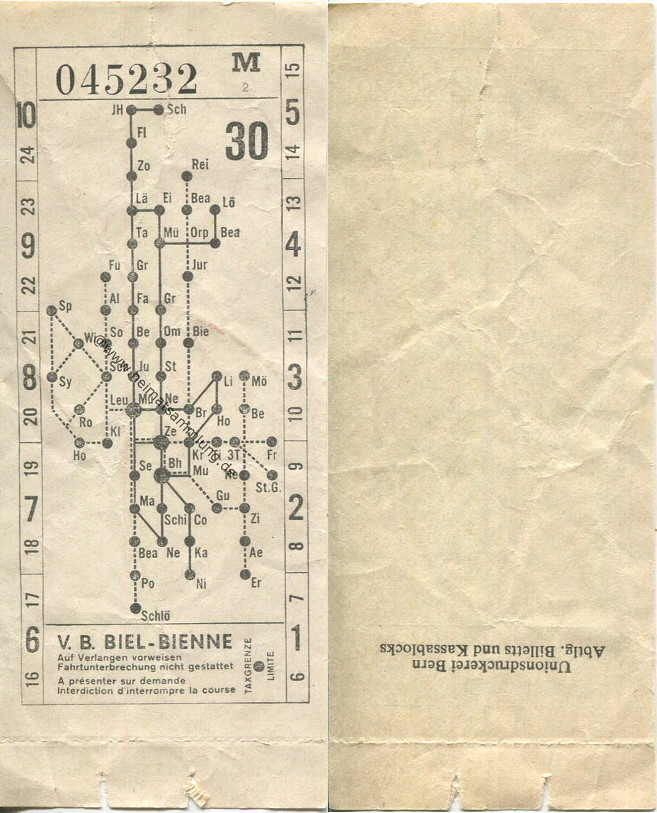 045232 M
2
15
10 JH Sch 5
Fl 30
24 14
Zo Rei
Lä Ei Bea Lö
23 13
Ta Mü Orp Bea
9 4
Fu Gr Jur
22 12
Sp Al Fa Gr
Wi So Be Om Bie
21 11
8 Sy Ju St Li Mö 3
Leu Mu Ne
20 Ro Br Ho Be 10
Kl Ze
Ho Kr 3T Fr
19 Se Bh Mu Ke St.G. 9
Gu
7 Ma Schi Co Zi 2
18 Bea Ne Ka Ae 8
Po Ni Er
17 7
Schlö
6 V. B. BIEL-BIENNE 1
Auf Verlangen vorweisen
Fahrtunterbrechung nicht gestattet
A présenter sur demande
Interdiction d'interrompre la course
TAXGRENZE
LIMITE
16 6
©www.heimatsammlung.de
Unionsdruckerei Bern
Abtlg. Billetts und Kassablocks